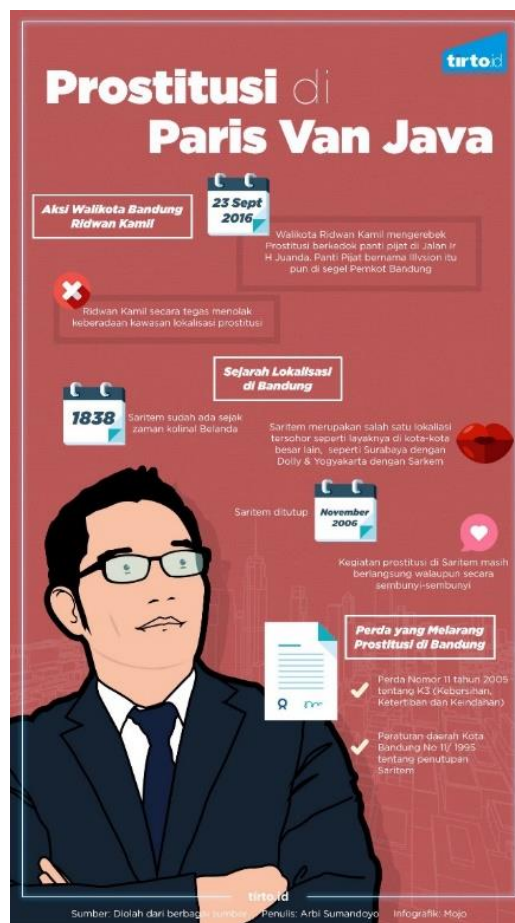 tirto.id
Prostitusi di
Paris Van Java
Aksi Walikota Bandung
Ridwan Kamil
23 Sept
2016
Walikota Ridwan Kamil mengerebek
Prostitusi berkedok panti pijat di Jalan Ir
H Juanda. Panti Pijat bernama Illvsion itu
pun di segel Pemkot Bandung
Ridwan Kamil secara tegas menolak
keberadaan kawasan lokalisasi prostitusi
Sejarah Lokalisasi
di Bandung
1838
Saritem sudah ada sejak
zaman kolinal Belanda
Saritem merupakan salah satu lokaliasi
tersohor seperti layaknya di kota-kota
besar lain, seperti Surabaya dengan
Dolly & Yogyakarta dengan Sarkem
Saritem ditutup
November
2006
Kegiatan prostitusi di Saritem masih
berlangsung walaupun secara
sembunyi-sembunyi
Perda yang Melarang
Prostitusi di Bandung
Perda Nomor 11 tahun 2005
tentang K3 (Kebersihan,
Ketertiban dan Keindahan)
Peraturan daerah Kota
Bandung No 11/ 1995
tentang penutupan
Saritem
tirto.id
Sumber: Diolah dari berbagai sumber Penulis: Arbi Sumandoyo Infografik: Mojo